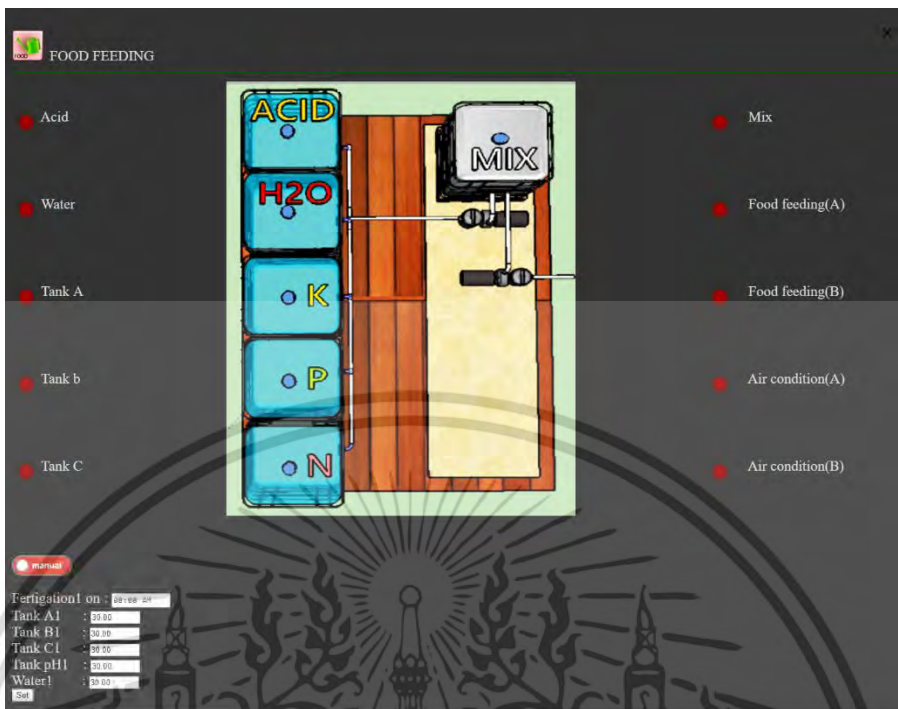 FOOD
FOOD FEEDING
Acid
Water
Tank A
Tank b
Tank C
ACID
H2O
K
P
N
MIX
Mix
Food feeding(A)
Food feeding(B)
Air condition(A)
Air condition(B)
manual
Fertigation1 on :
Tank A1 : 30.00
Tank B1 : 30.00
Tank C1 : 30.00
Tank pH1 : 30.00
Water1 : 30.00
Set